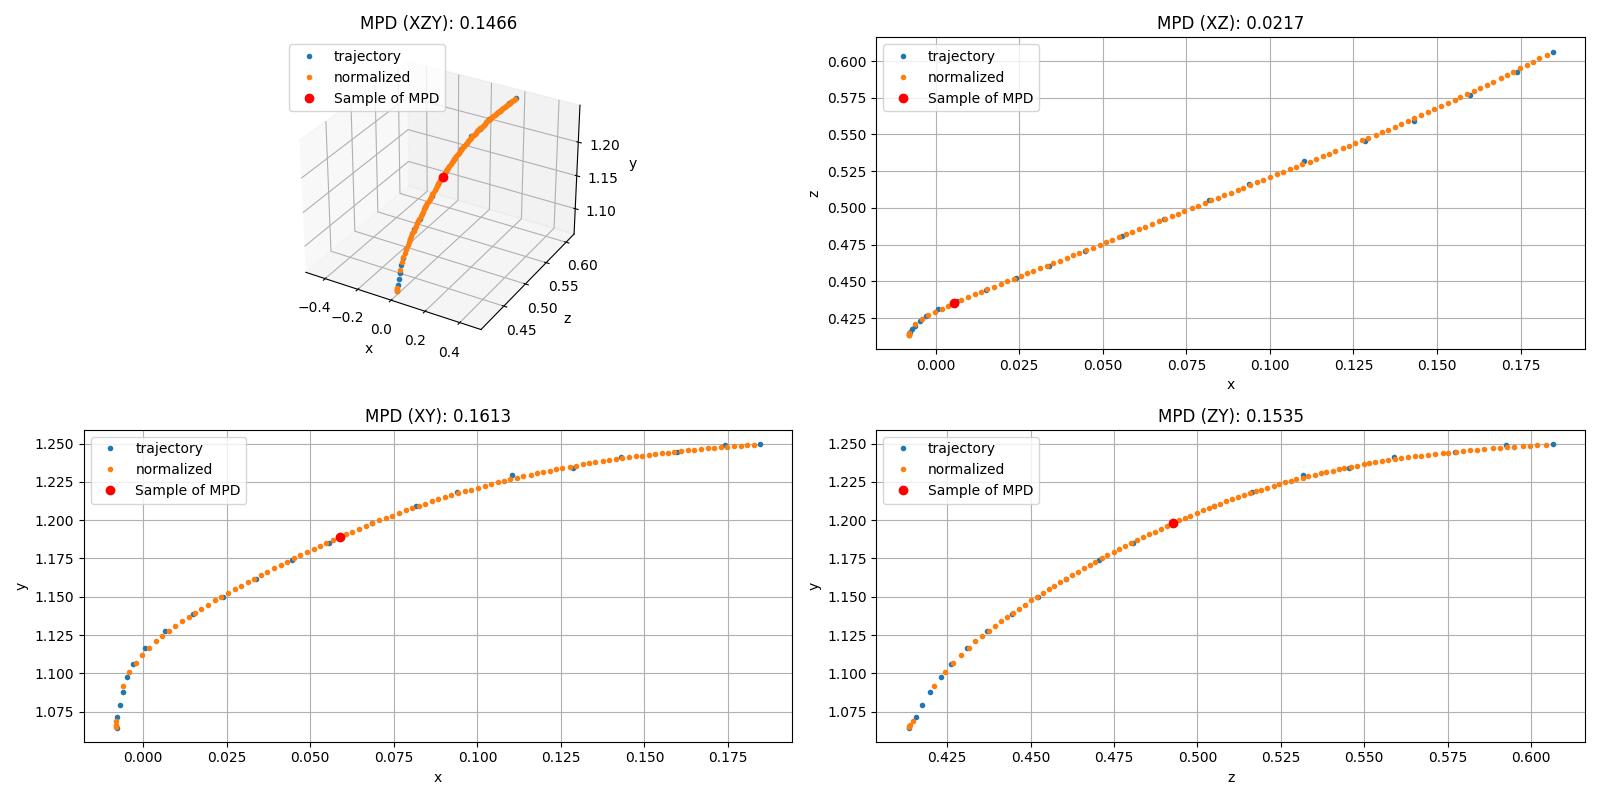 MPD (XZY): 0.1466
trajectory
normalized
Sample of MPD
1.20
1.15
1.10
y
−0.4
−0.2
0.0
0.2
0.4
x
0.45
0.50
0.55
0.60
z
MPD (XZ): 0.0217
trajectory
normalized
Sample of MPD
0.600
0.575
0.550
0.525
0.500
0.475
0.450
0.425
z
0.000 0.025 0.050 0.075 0.100 0.125 0.150 0.175
x
MPD (XY): 0.1613
trajectory
normalized
Sample of MPD
1.250
1.225
1.200
1.175
1.150
1.125
1.100
1.075
y
0.000 0.025 0.050 0.075 0.100 0.125 0.150 0.175
x
MPD (ZY): 0.1535
trajectory
normalized
Sample of MPD
1.250
1.225
1.200
1.175
1.150
1.125
1.100
1.075
y
0.425 0.450 0.475 0.500 0.525 0.550 0.575 0.600
z